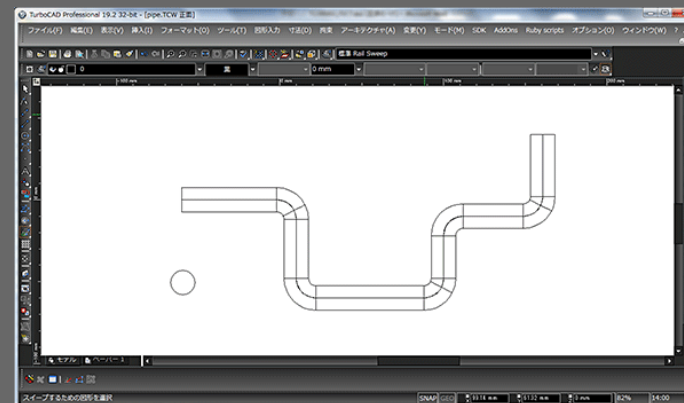 TurboCAD Professional 19.2 32-bit - [pipe.TCW 正面]
ファイル(F) 編集(E) 表示(V) 挿入(I) フォーマット(O) ツール(T) 図形入力 寸法(D) 拘束 アーキテクチャ(A) 変更(Y) モード(M) SDK AddOns Ruby scripts オプション(O) ウィンドウ(W)
標準 Rail Sweep
0 黒 0 mm
モデル ペーパー 1
スイープするための図形を選択 SNAP GEO 0 mm 82% 14:00